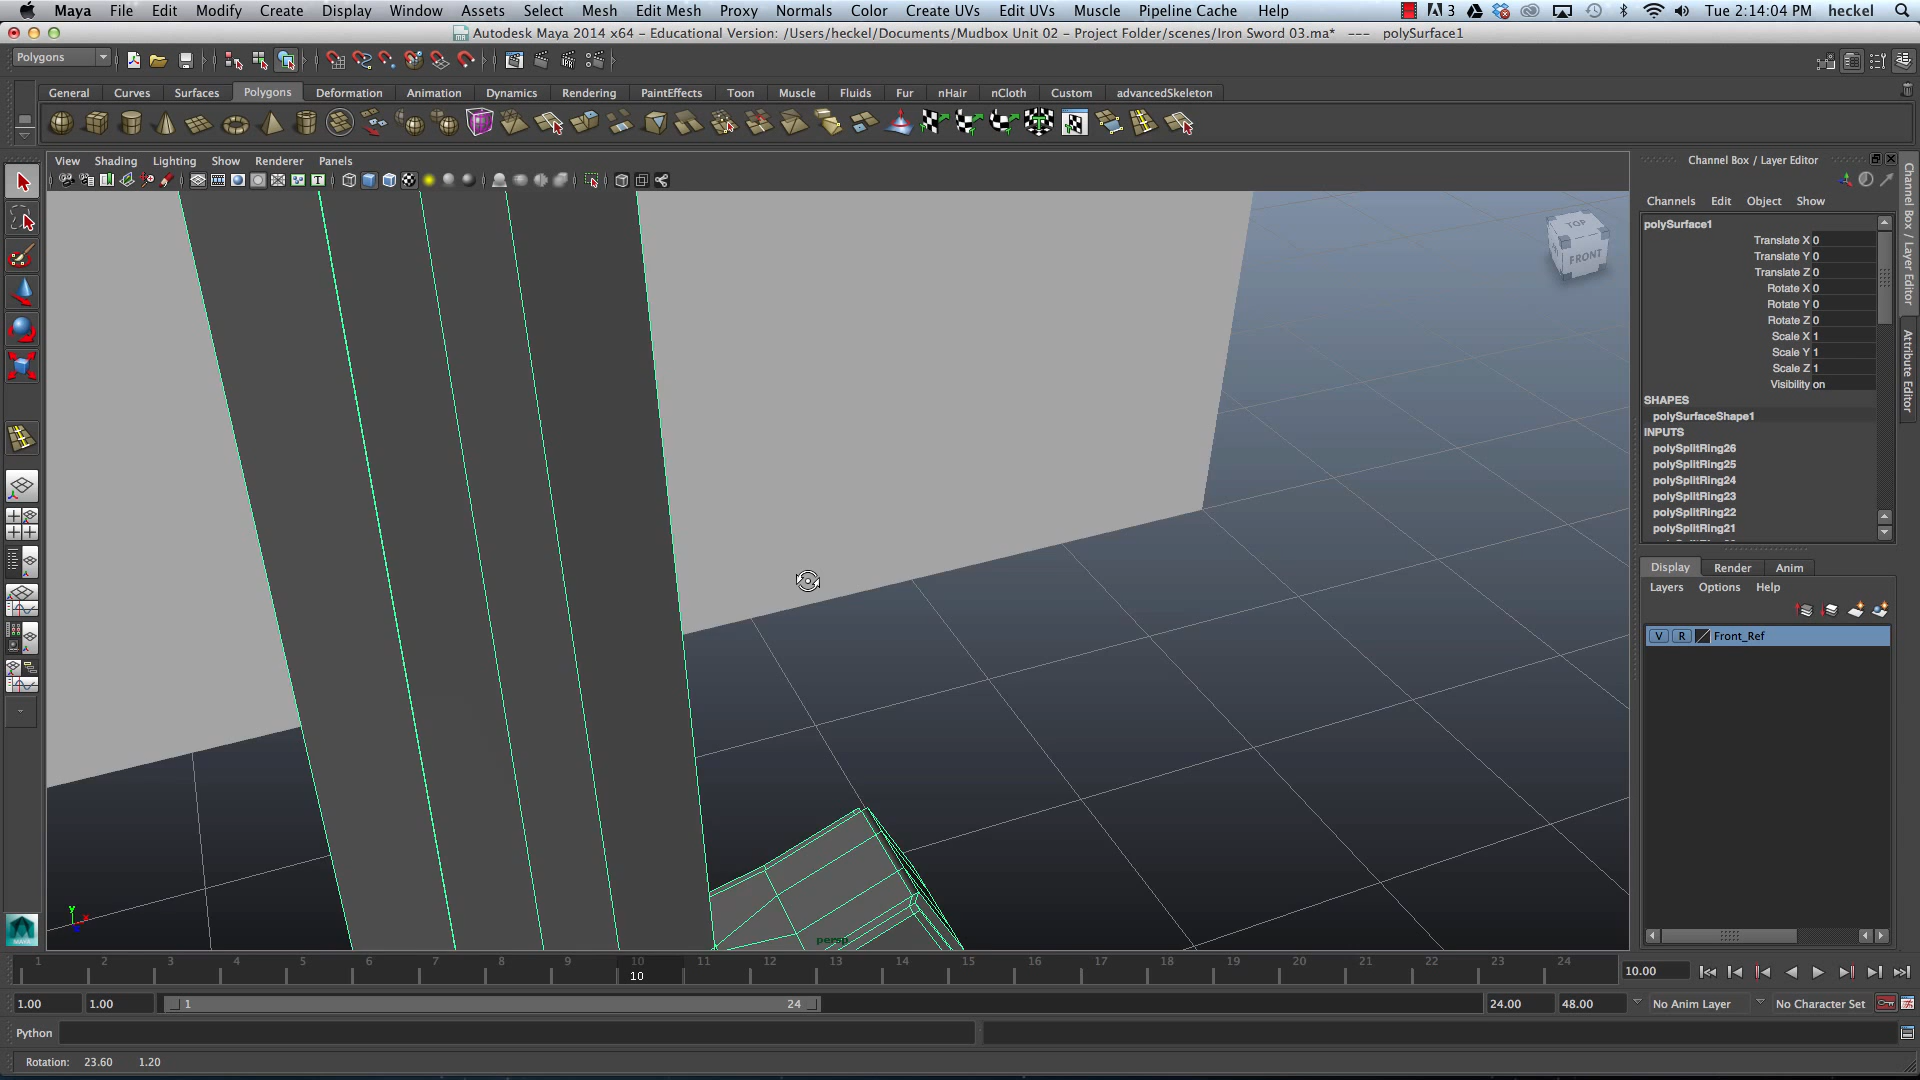 Maya File Edit Modify Create Display Window Assets Select Mesh Edit Mesh Proxy Normals Color Create UVs Edit UVs Muscle Pipeline Cache Help 3 Tue 2:14:04 PM heckel
Autodesk Maya 2014 x64 - Educational Version: /Users/heckel/Documents/Mudbox Unit 02 - Project Folder/scenes/Iron Sword 03.ma* --- polySurface1
Polygons
General Curves Surfaces Polygons Deformation Animation Dynamics Rendering PaintEffects Toon Muscle Fluids Fur nHair nCloth Custom advancedSkeleton
View Shading Lighting Show Renderer Panels
Channel Box / Layer Editor
Channels Edit Object Show
polySurface1
Translate X 0
Translate Y 0
Translate Z 0
Rotate X 0
Rotate Y 0
Rotate Z 0
Scale X 1
Scale Y 1
Scale Z 1
Visibility on
SHAPES
polySurfaceShape1
INPUTS
polySplitRing26
polySplitRing25
polySplitRing24
polySplitRing23
polySplitRing22
polySplitRing21
Channel Box / Layer Editor
Attribute Editor
TOP
FRONT
Display Render Anim
Layers Options Help
V R Front_Ref
persp
1 2 3 4 5 6 7 8 9 10 11 12 13 14 15 16 17 18 19 20 21 22 23 24
10
10.00
1.00 1.00 1 24 24.00 48.00 No Anim Layer No Character Set
Python
Rotation: 23.60 1.20